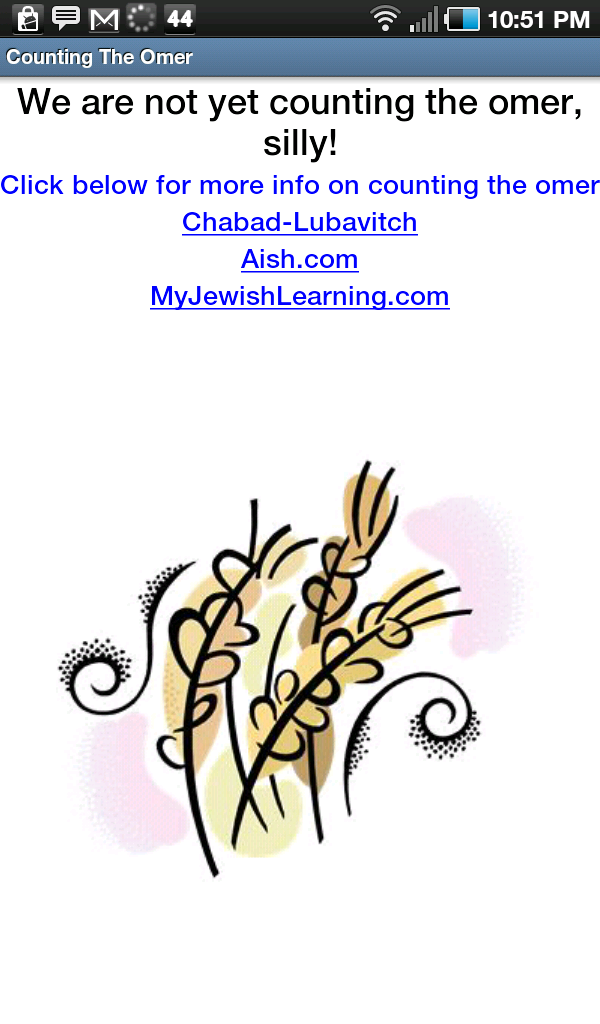 44 10:51 PM
Counting The Omer
We are not yet counting the omer,
silly!
Click below for more info on counting the omer
Chabad-Lubavitch
Aish.com
MyJewishLearning.com